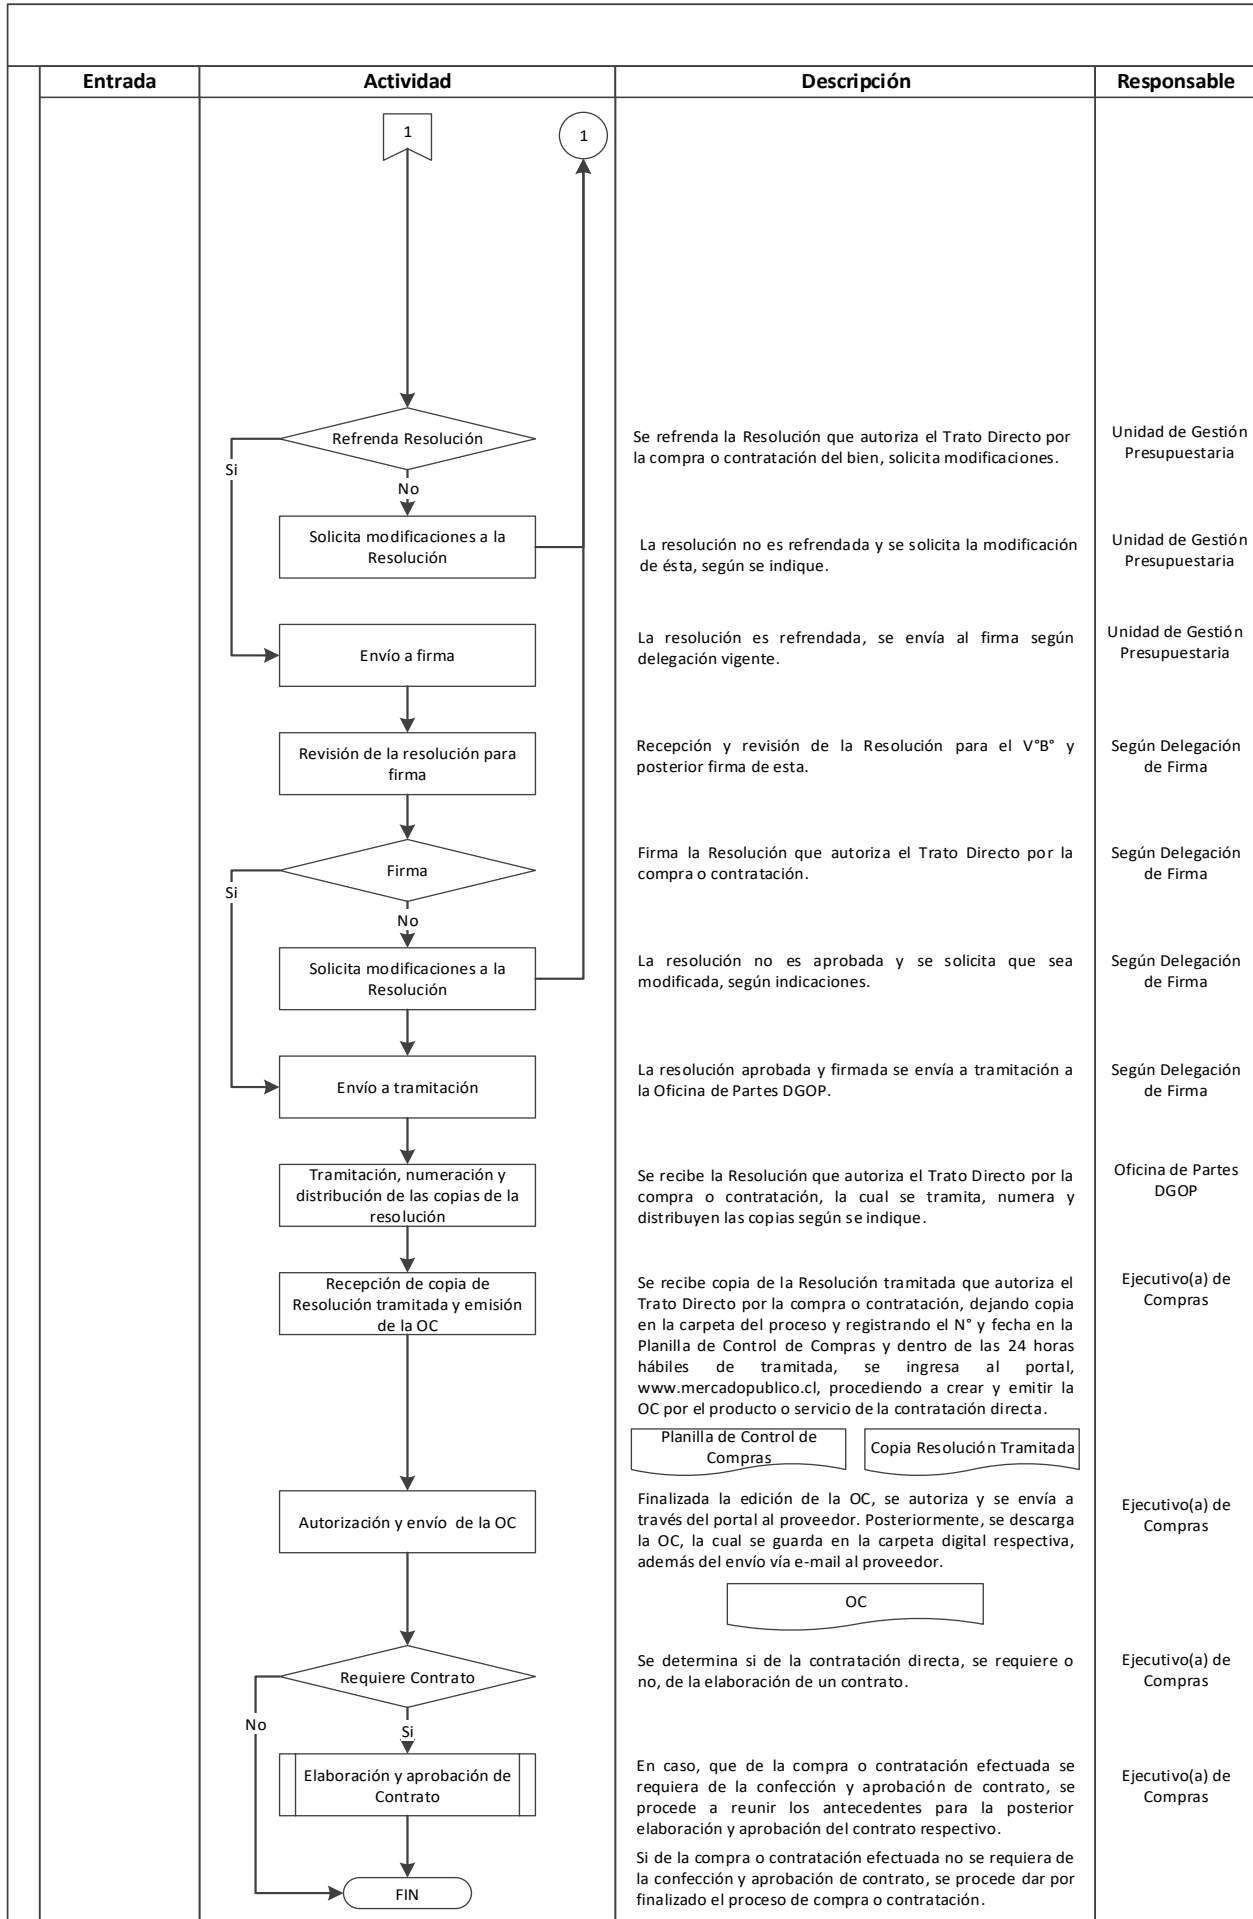 Entrada
Actividad
Descripción
Responsable
1
1
Refrenda Resolución
Se refrenda la Resolución que autoriza el Trato Directo por
la compra o contratación del bien, solicita modificaciones.
Unidad de Gestión
Presupuestaria
Si
No
Solicita modificaciones a la
Resolución
La resolución no es refrendada y se solicita la modificación
de ésta, según se indique.
Unidad de Gestión
Presupuestaria
Envío a firma
La resolución es refrendada, se envía al firma según
delegación vigente.
Unidad de Gestión
Presupuestaria
Revisión de la resolución para
firma
Recepción y revisión de la Resolución para el V°B° y
posterior firma de esta.
Según Delegación
de Firma
Firma
Firma la Resolución que autoriza el Trato Directo por la
compra o contratación.
Según Delegación
de Firma
Si
No
Solicita modificaciones a la
Resolución
La resolución no es aprobada y se solicita que sea
modificada, según indicaciones.
Según Delegación
de Firma
Envío a tramitación
La resolución aprobada y firmada se envía a tramitación a
la Oficina de Partes DGOP.
Según Delegación
de Firma
Tramitación, numeración y
distribución de las copias de la
resolución
Se recibe la Resolución que autoriza el Trato Directo por la
compra o contratación, la cual se tramita, numera y
distribuyen las copias según se indique.
Oficina de Partes
DGOP
Recepción de copia de
Resolución tramitada y emisión
de la OC
Se recibe copia de la Resolución tramitada que autoriza el
Trato Directo por la compra o contratación, dejando copia
en la carpeta del proceso y registrando el N° y fecha en la
Planilla de Control de Compras y dentro de las 24 horas
hábiles de tramitada, se ingresa al portal,
www.mercadopublico.cl, procediendo a crear y emitir la
OC por el producto o servicio de la contratación directa.
Ejecutivo(a) de
Compras
Planilla de Control de
Compras
Copia Resolución Tramitada
Autorización y envío de la OC
Finalizada la edición de la OC, se autoriza y se envía a
través del portal al proveedor. Posteriormente, se descarga
la OC, la cual se guarda en la carpeta digital respectiva,
además del envío vía e-mail al proveedor.
Ejecutivo(a) de
Compras
OC
Requiere Contrato
Se determina si de la contratación directa, se requiere o
no, de la elaboración de un contrato.
Ejecutivo(a) de
Compras
No
Si
Elaboración y aprobación de
Contrato
En caso, que de la compra o contratación efectuada se
requiera de la confección y aprobación de contrato, se
procede a reunir los antecedentes para la posterior
elaboración y aprobación del contrato respectivo.
Ejecutivo(a) de
Compras
FIN
Si de la compra o contratación efectuada no se requiera de
la confección y aprobación de contrato, se procede dar por
finalizado el proceso de compra o contratación.